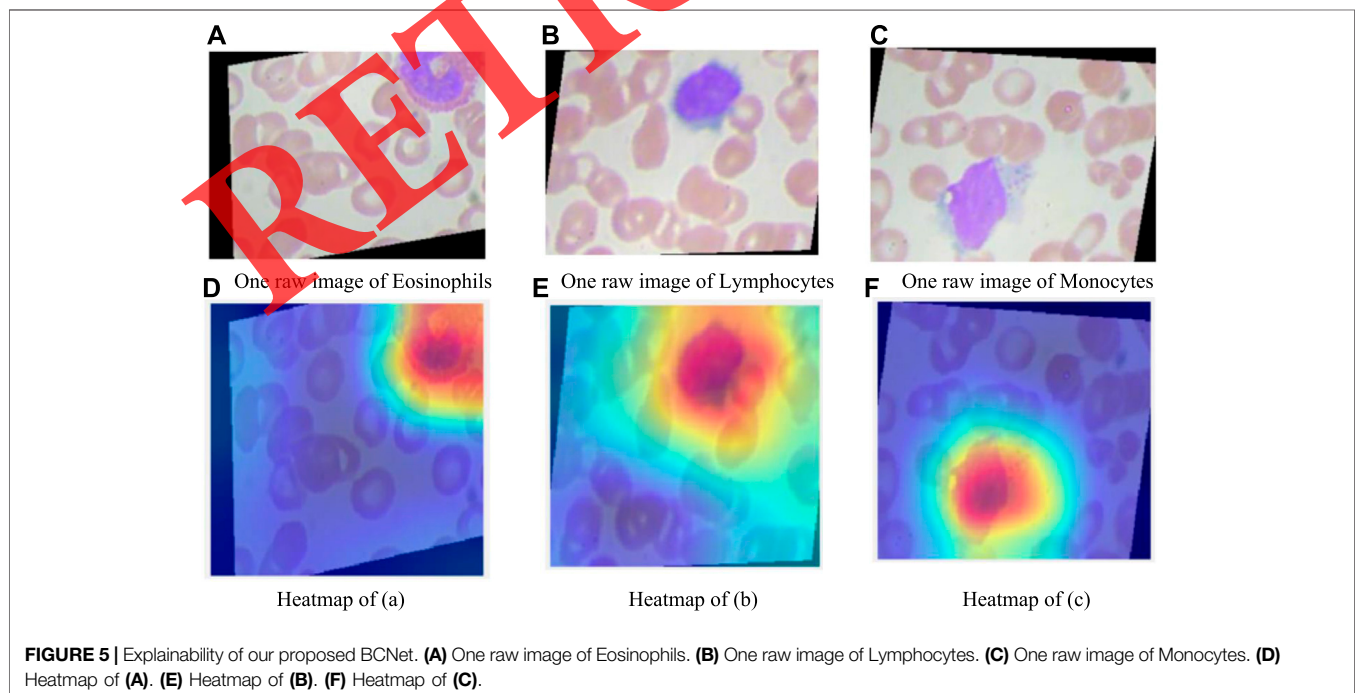 A
B
C
RETR
One raw image of Eosinophils
One raw image of Lymphocytes
One raw image of Monocytes
D
E
F
Heatmap of (a)
Heatmap of (b)
Heatmap of (c)
FIGURE 5 | Explainability of our proposed BCNet. (A) One raw image of Eosinophils. (B) One raw image of Lymphocytes. (C) One raw image of Monocytes. (D)
Heatmap of (A). (E) Heatmap of (B). (F) Heatmap of (C).